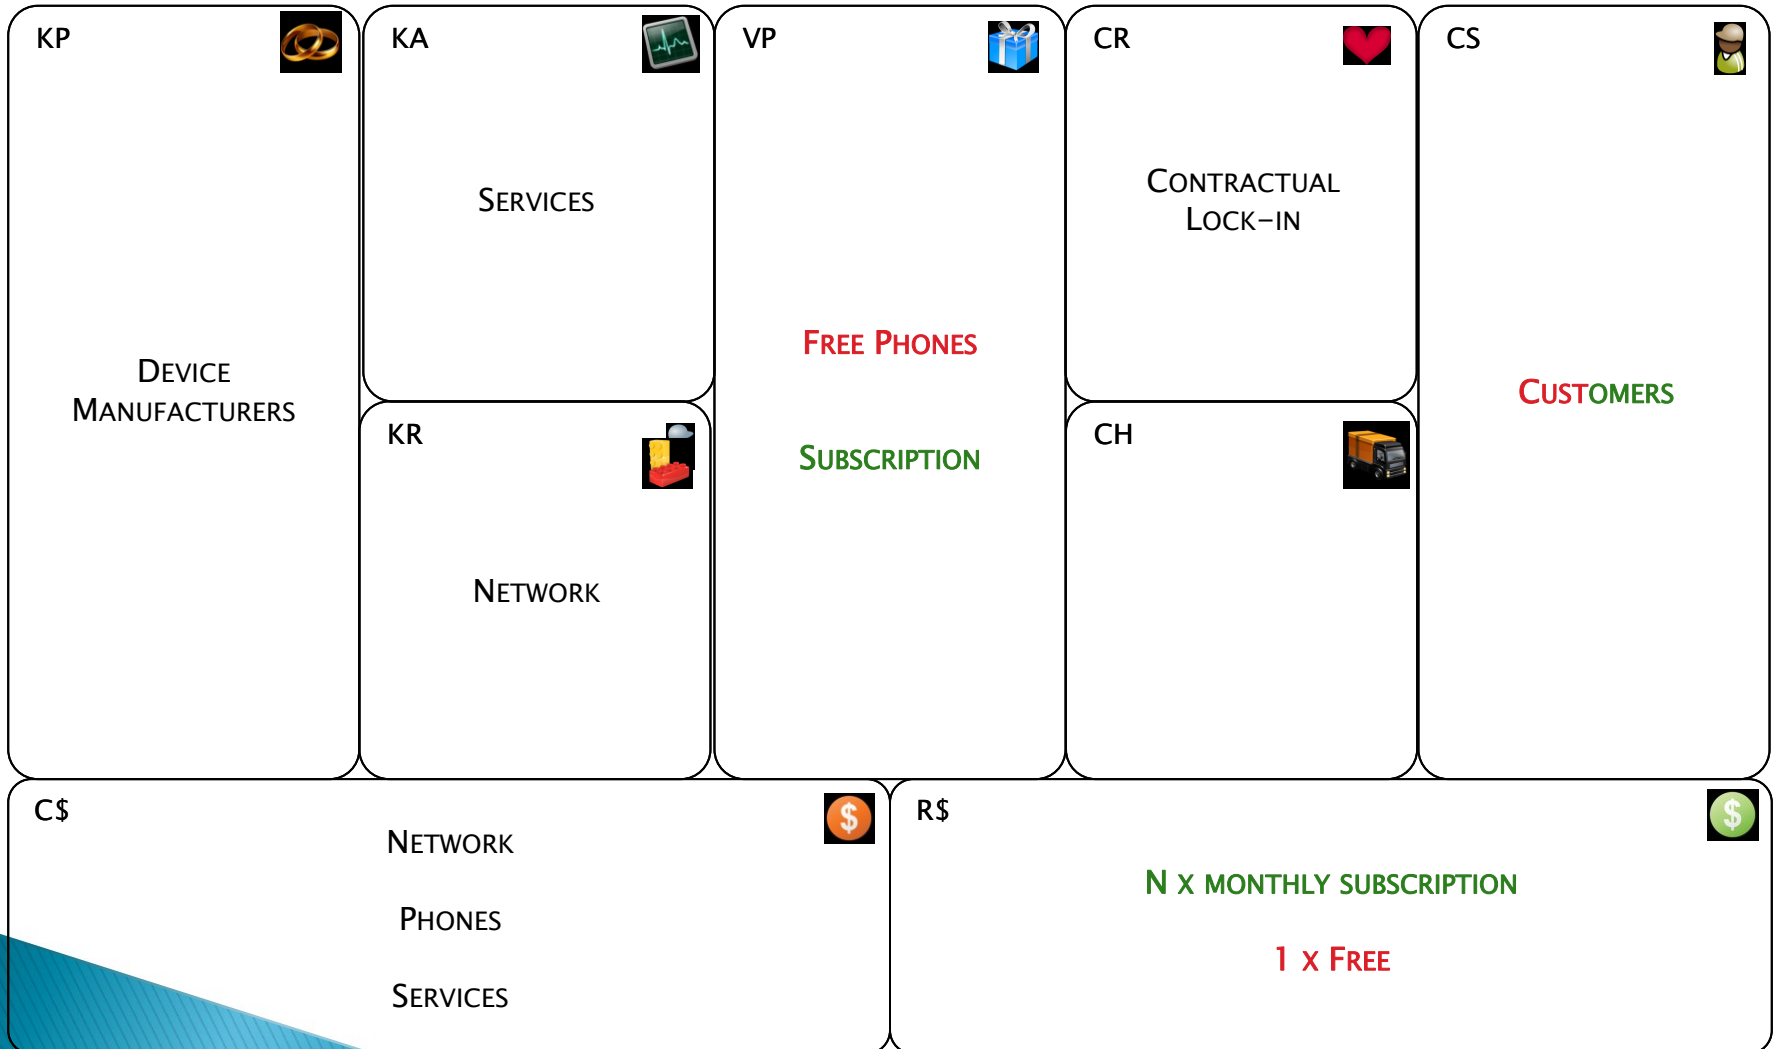 KP
Device
Manufacturers
KA
Services
KR
Network
VP
Free Phones
Subscription
CR
Contractual
Lock-in
CH
CS
Customers
C$
Network
Phones
Services
R$
N x monthly subscription
1 x Free